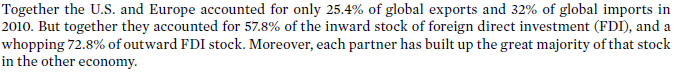 Together the U.S. and Europe accounted for only 25.4% of global exports and 32% of global imports in
2010. But together they accounted for 57.8% of the inward stock of foreign direct investment (FDI), and a
whopping 72.8% of outward FDI stock. Moreover, each partner has built up the great majority of that stock
in the other economy.